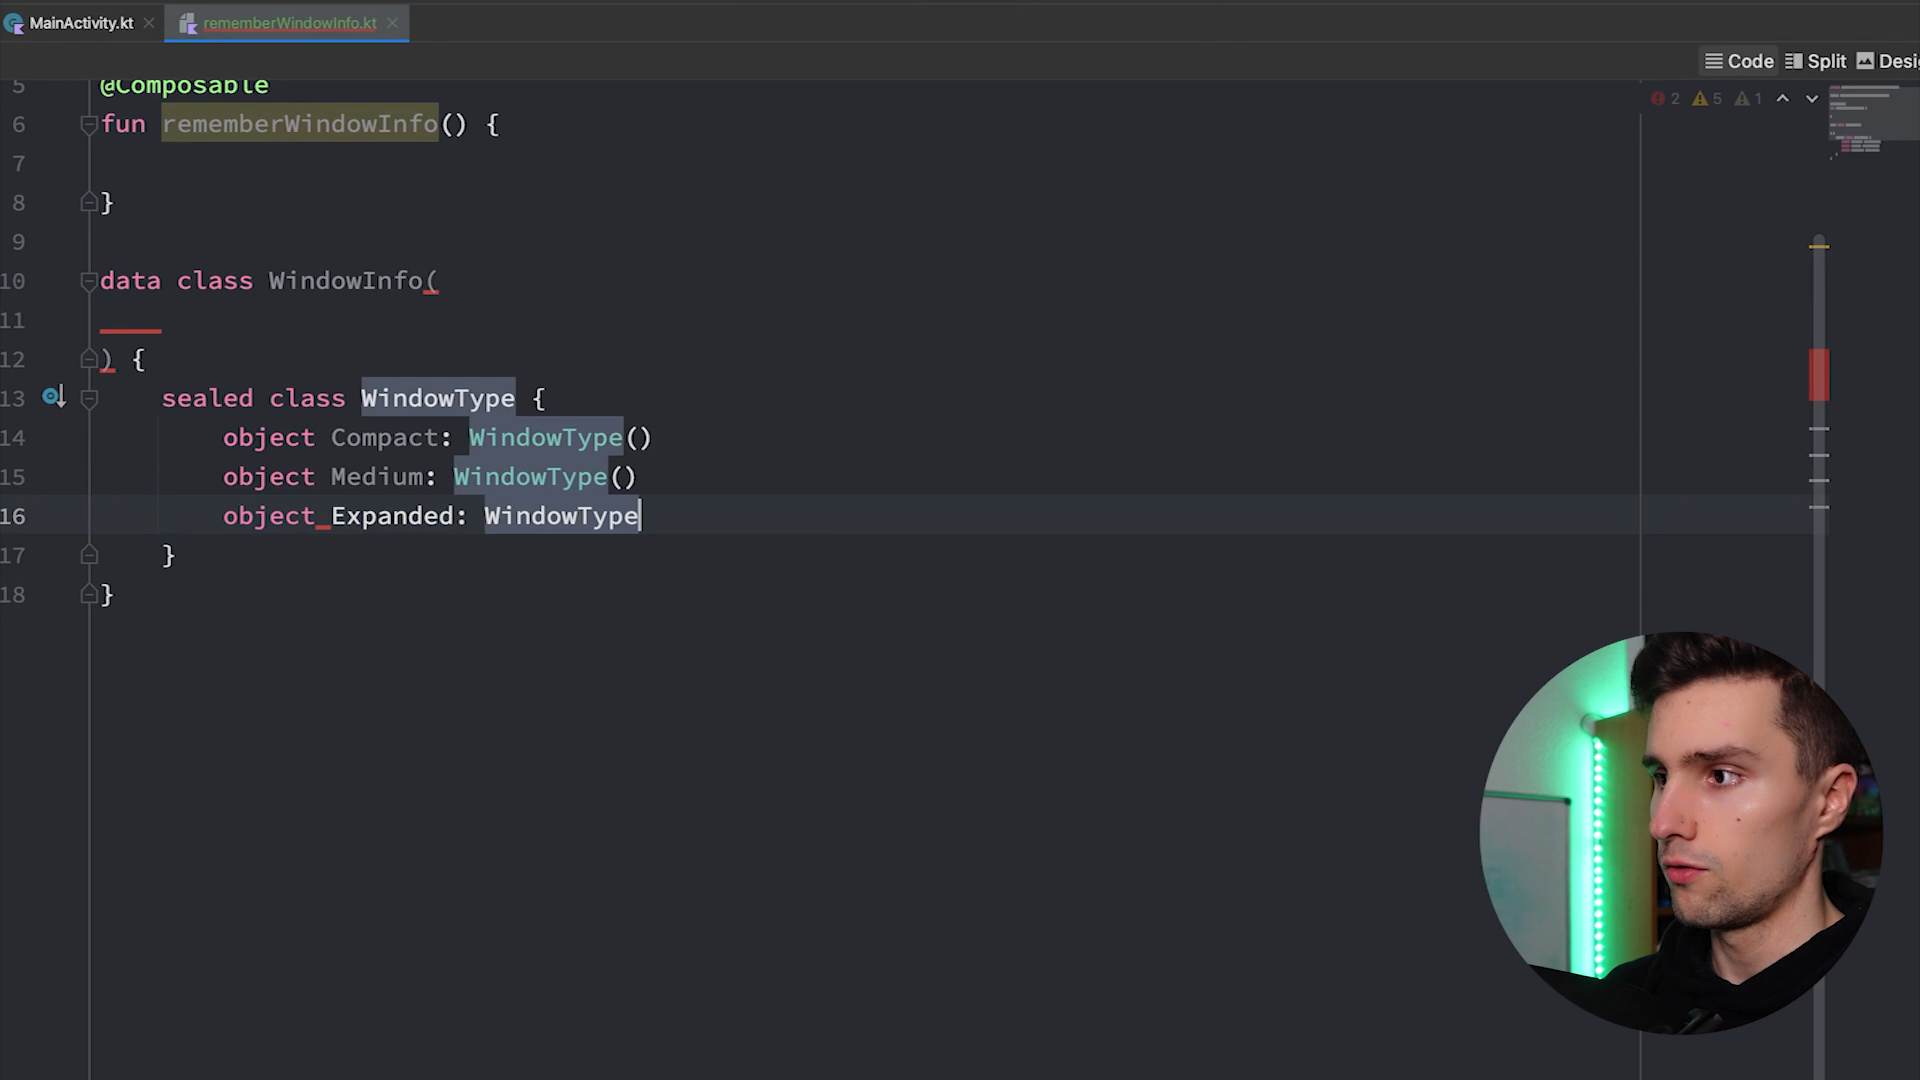 MainActivity.kt
rememberWindowInfo.kt
Code
Split
Desi
2
5
1
5 @Composable
6 fun rememberWindowInfo() {
7
8 }
9
10 data class WindowInfo(
11
12 ) {
13 sealed class WindowType {
14 object Compact: WindowType()
15 object Medium: WindowType()
16 object Expanded: WindowType
17 }
18 }